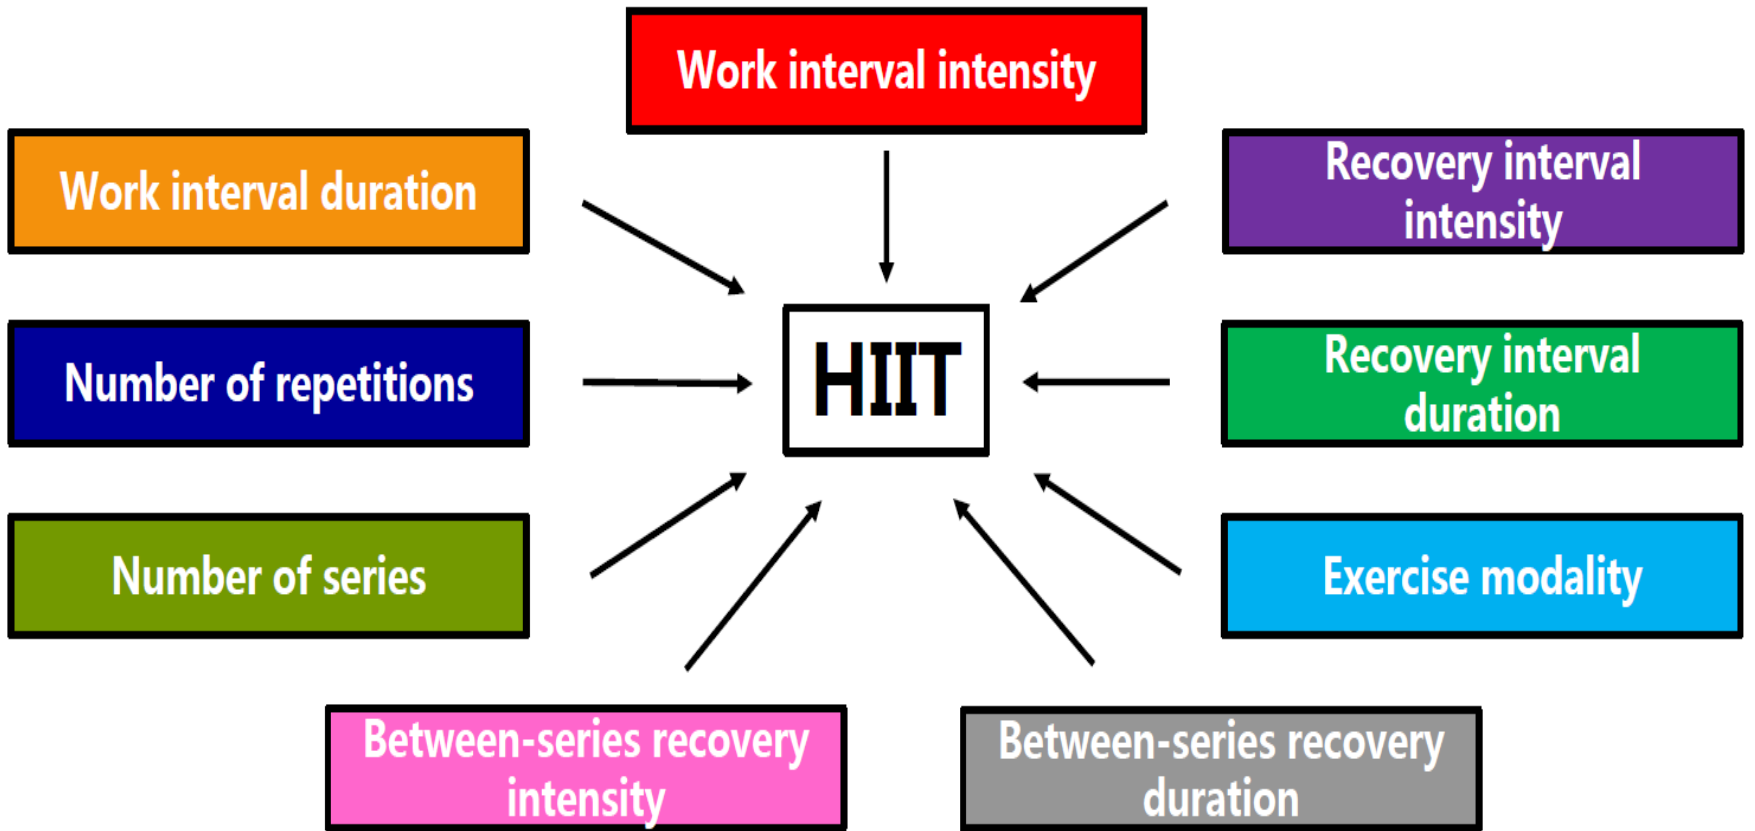 Work interval intensity
Work interval duration
Recovery interval
intensity
Number of repetitions
HIIT
Recovery interval
duration
Number of series
Exercise modality
Between-series recovery
intensity
Between-series recovery
duration